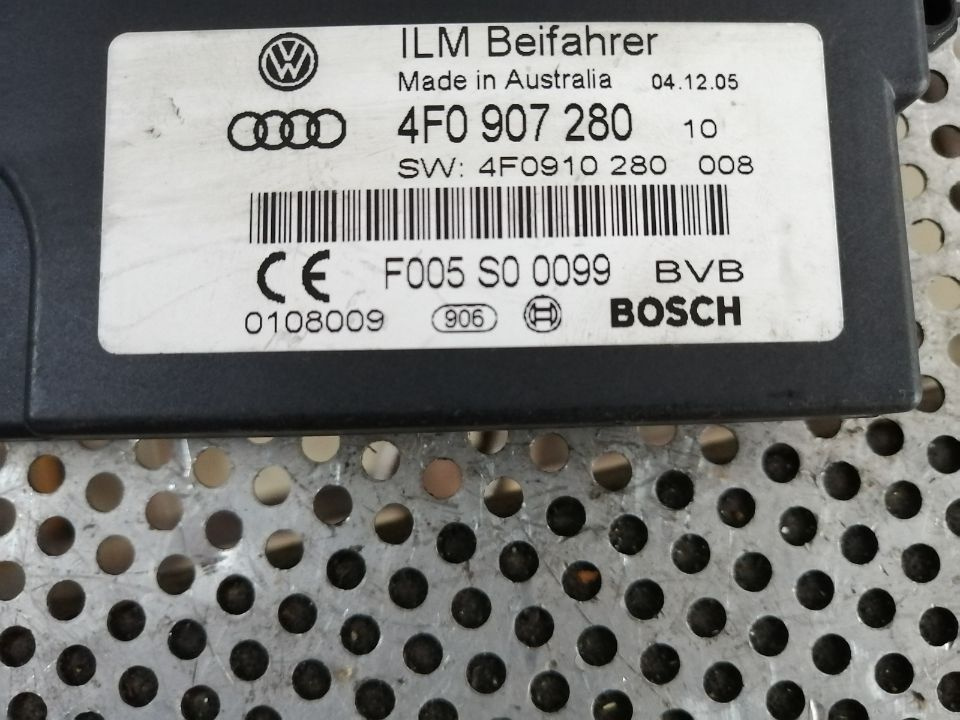 ILM Beifahrer
Made in Australia 04.12.05
4F0 907 280 10
SW: 4F0910 280 008
CE F005 S0 0099 BVB
0108009 906 BOSCH